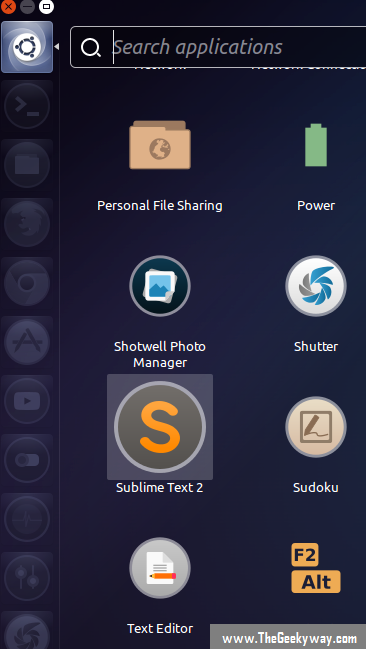 Search applications
Personal File Sharing
Power
Shotwell Photo
Manager
Shutter
S
Sublime Text 2
Sudoku
F2
Alt
Text Editor
www.TheGeekyway.com